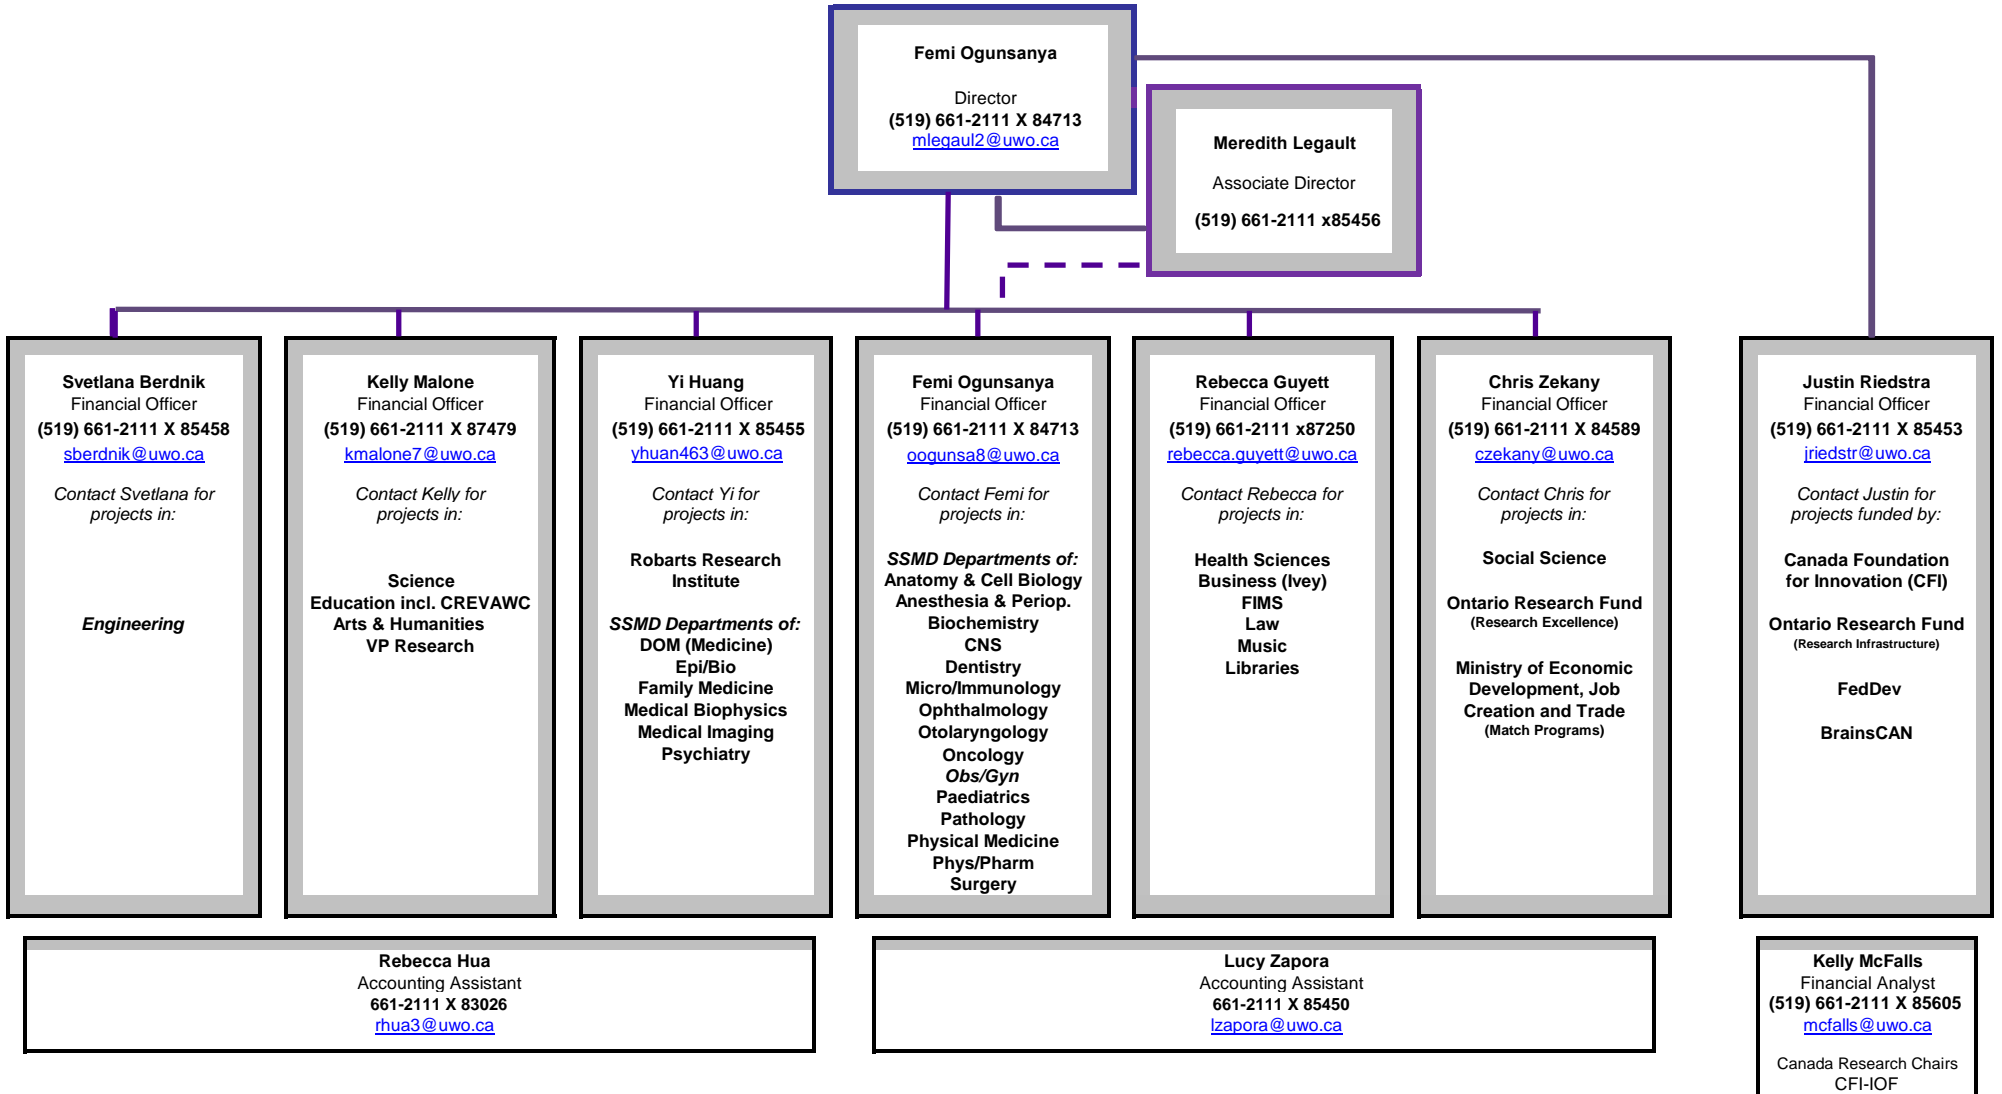 Femi Ogunsanya
Director
(519) 661-2111 X 84713
mlegaul2@uwo.ca
Meredith Legault
Associate Director
(519) 661-2111 x85456
Svetlana Berdnik
Financial Officer
(519) 661-2111 X 85458
sberdnik@uwo.ca
Contact Svetlana for
projects in:
Engineering
Kelly Malone
Financial Officer
(519) 661-2111 X 87479
kmalone7@uwo.ca
Contact Kelly for
projects in:
Science
Education incl. CREVAWC
Arts & Humanities
VP Research
Yi Huang
Financial Officer
(519) 661-2111 X 85455
yhuan463@uwo.ca
Contact Yi for
projects in:
Robarts Research
Institute
SSMD Departments of:
DOM (Medicine)
Epi/Bio
Family Medicine
Medical Biophysics
Medical Imaging
Psychiatry
Femi Ogunsanya
Financial Officer
(519) 661-2111 X 84713
oogunsa8@uwo.ca
Contact Femi for
projects in:
SSMD Departments of:
Anatomy & Cell Biology
Anesthesia & Periop.
Biochemistry
CNS
Dentistry
Micro/Immunology
Ophthalmology
Otolaryngology
Oncology
Obs/Gyn
Paediatrics
Pathology
Physical Medicine
Phys/Pharm
Surgery
Rebecca Guyett
Financial Officer
(519) 661-2111 x87250
rebecca.guyett@uwo.ca
Contact Rebecca for
projects in:
Health Sciences
Business (Ivey)
FIMS
Law
Music
Libraries
Chris Zekany
Financial Officer
(519) 661-2111 X 84589
czekany@uwo.ca
Contact Chris for
projects in:
Social Science
Ontario Research Fund
(Research Excellence)
Ministry of Economic
Development, Job
Creation and Trade
(Match Programs)
Justin Riedstra
Financial Officer
(519) 661-2111 X 85453
jriedstr@uwo.ca
Contact Justin for
projects funded by:
Canada Foundation
for Innovation (CFI)
Ontario Research Fund
(Research Infrastructure)
FedDev
BrainsCAN
Rebecca Hua
Accounting Assistant
661-2111 X 83026
rhua3@uwo.ca
Lucy Zapora
Accounting Assistant
661-2111 X 85450
lzapora@uwo.ca
Kelly McFalls
Financial Analyst
(519) 661-2111 X 85605
mcfalls@uwo.ca
Canada Research Chairs
CFI-IOF